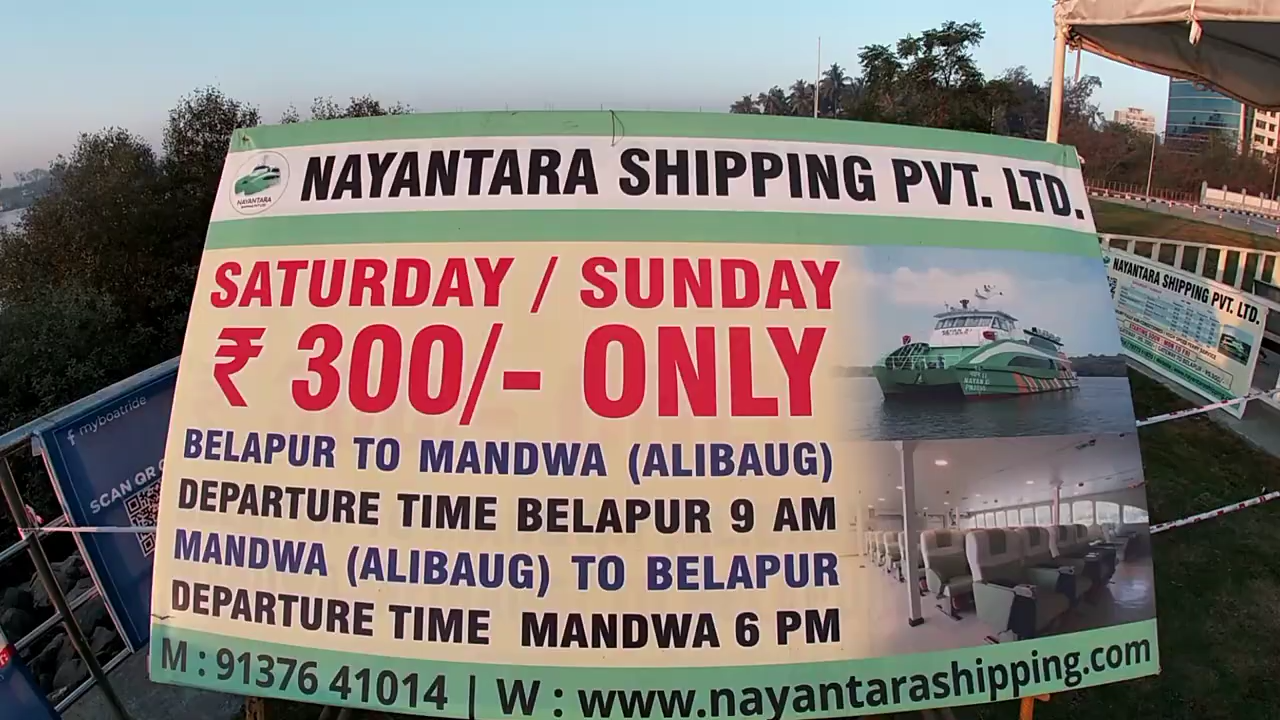 NAYANTARA SHIPPING PVT. LTD.
NAYANTARA
SATURDAY / SUNDAY
₹ 300/- ONLY
BELAPUR TO MANDWA (ALIBAUG)
DEPARTURE TIME BELAPUR 9 AM
MANDWA (ALIBAUG) TO BELAPUR
DEPARTURE TIME MANDWA 6 PM
M : 91376 41014 | W : www.nayantarashipping.com
f myboatride
SCAN QR
NAYANTARA SHIPPING PVT. LTD.